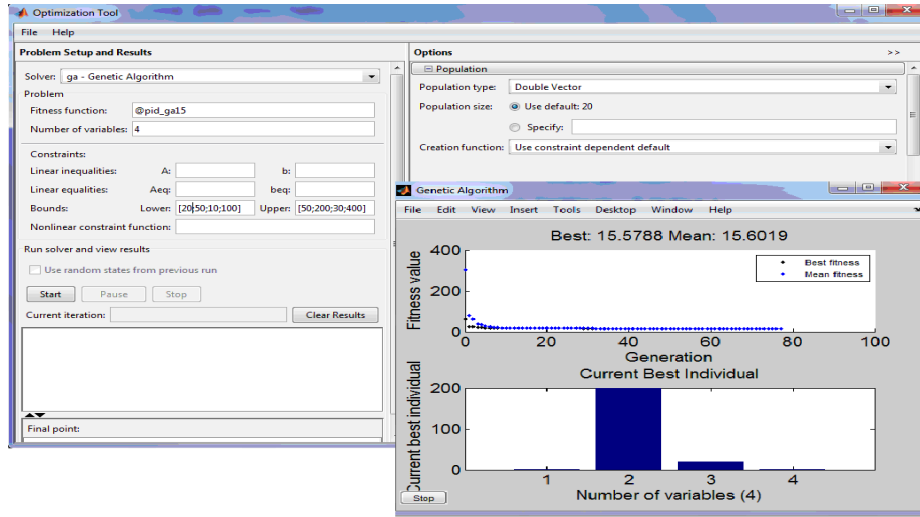 Optimization Tool
File Help
Problem Setup and Results
Solver: ga - Genetic Algorithm
Problem
Fitness function: @pid_ga15
Number of variables: 4
Constraints:
Linear inequalities: A: b:
Linear equalities: Aeq: beq:
Bounds: Lower: [20;50;10;100] Upper: [50;200;30;400]
Nonlinear constraint function:
Run solver and view results
Use random states from previous run
Start Pause Stop
Current iteration: Clear Results
Final point:
Options >>
Population
Population type: Double Vector
Population size: Use default: 20
Specify:
Creation function: Use constraint dependent default
Genetic Algorithm
File Edit View Insert Tools Desktop Window Help
Best: 15.5788 Mean: 15.6019
Fitness value
400
200
0
Best fitness
Mean fitness
0 20 40 60 80 100
Generation
Current Best Individual
Current best individual
200
100
0
1 2 3 4
Number of variables (4)
Stop